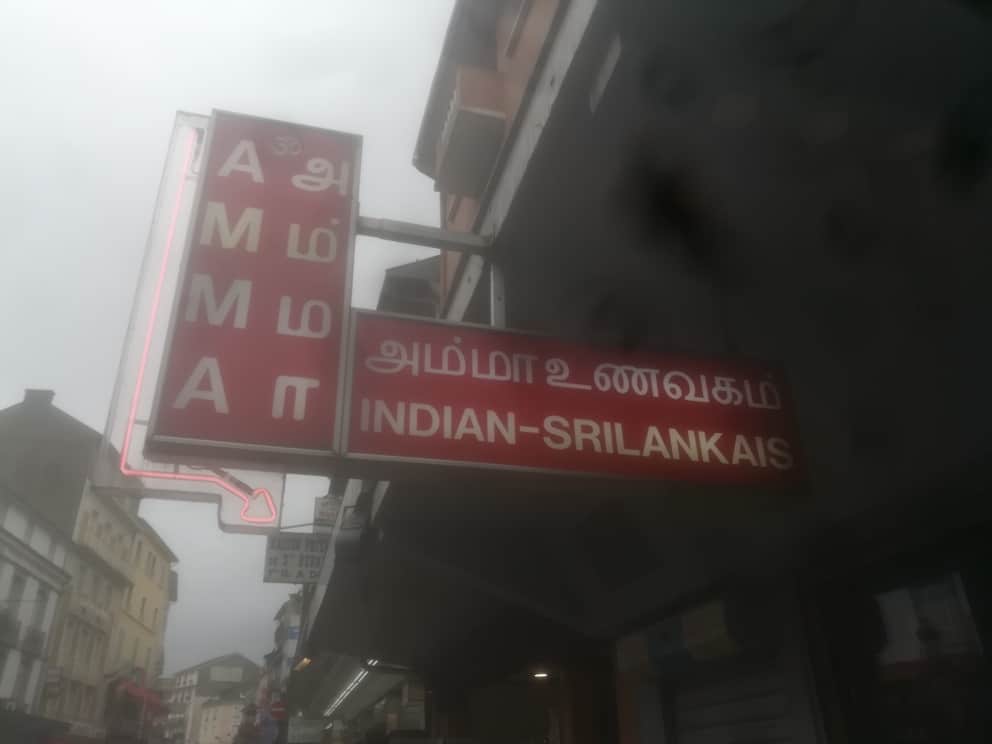 ॐ
A அ
M ம்
M ம
A ா
அம்மா உணவகம்
INDIAN-SRILANKAIS